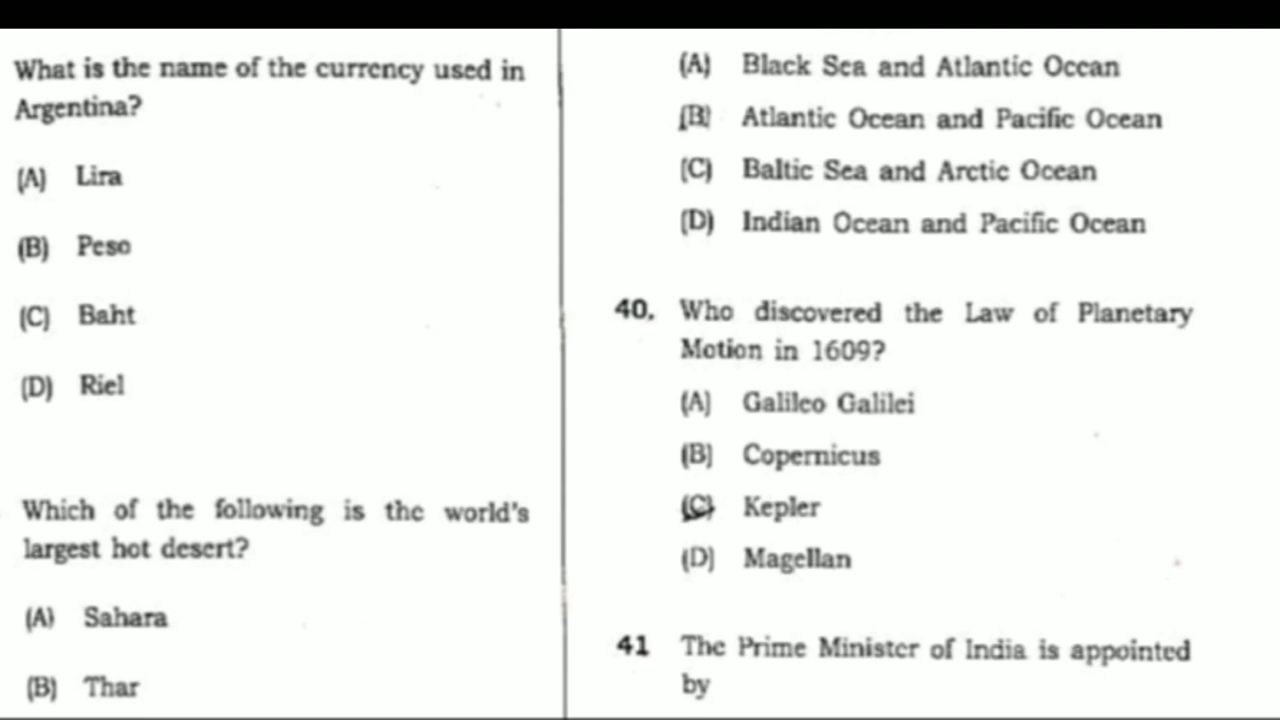 What is the name of the currency used in
Argentina?
(A) Lira
(B) Peso
(C) Baht
(D) Riel
Which of the following is the world's
largest hot desert?
(A) Sahara
(B) Thar
(A) Black Sea and Atlantic Ocean
(B) Atlantic Ocean and Pacific Ocean
(C) Baltic Sea and Arctic Ocean
(D) Indian Ocean and Pacific Ocean
40. Who discovered the Law of Planetary
Motion in 1609?
(A) Galileo Galilei
(B) Copernicus
(C) Kepler
(D) Magellan
41 The Prime Minister of India is appointed
by